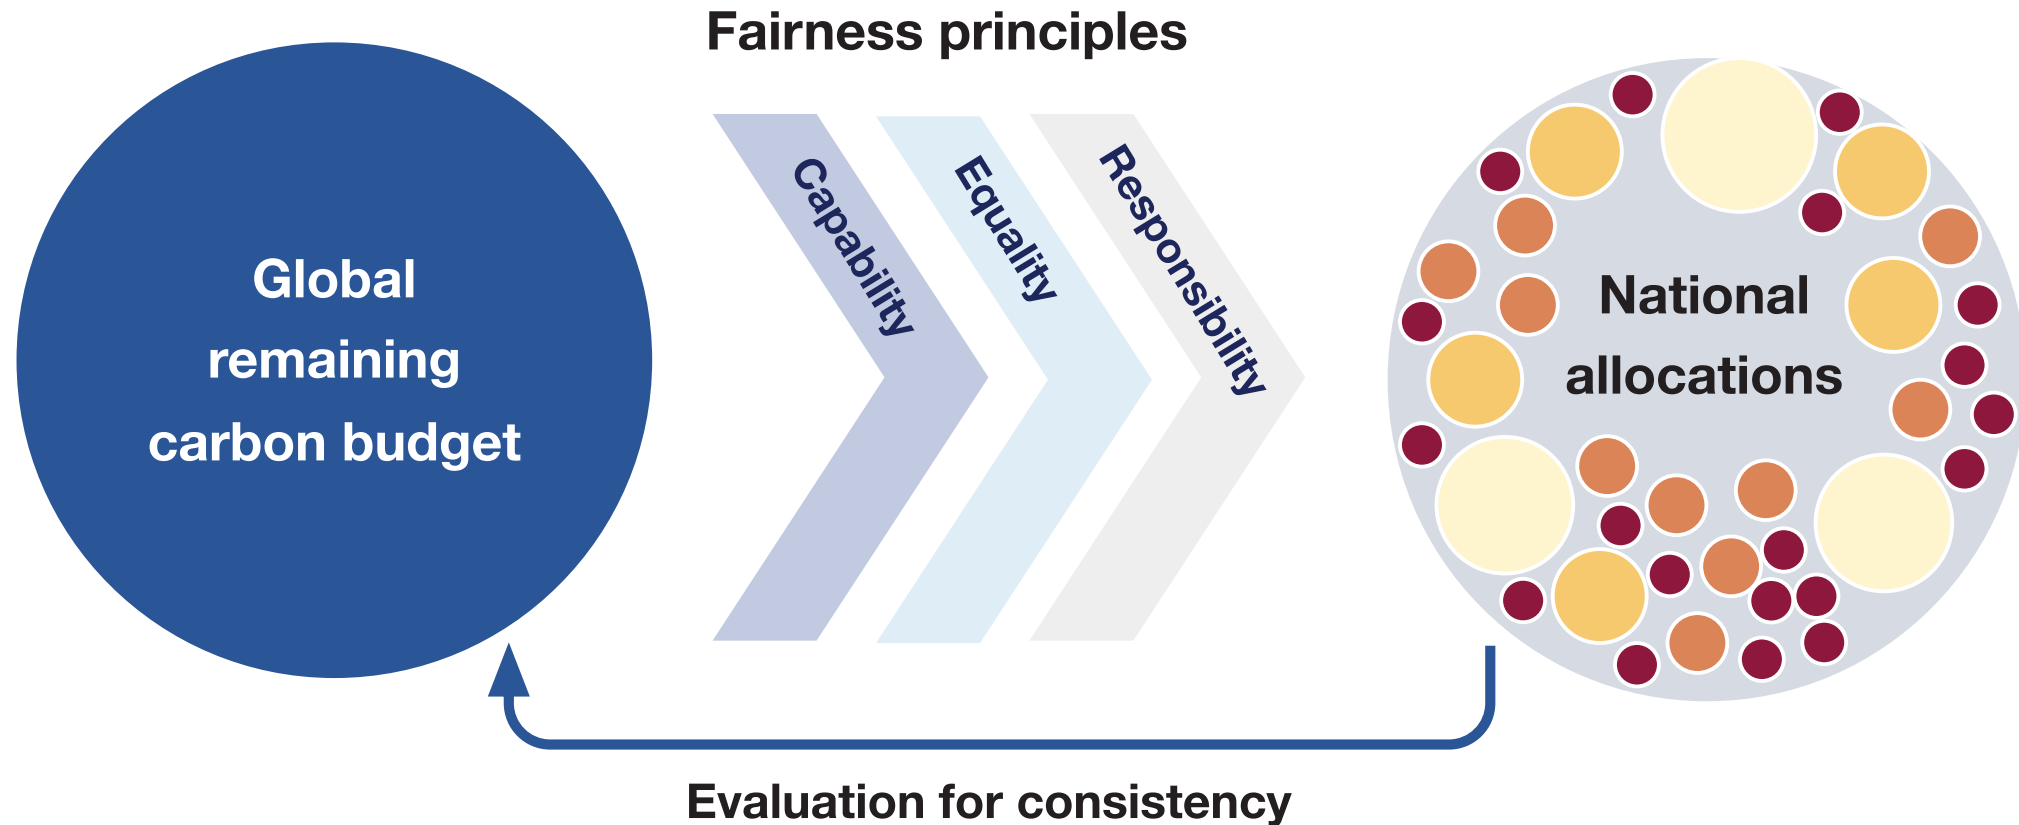 Fairness principles
Global
remaining
carbon budget
Capability
Equality
Responsibility
National
allocations
Evaluation for consistency